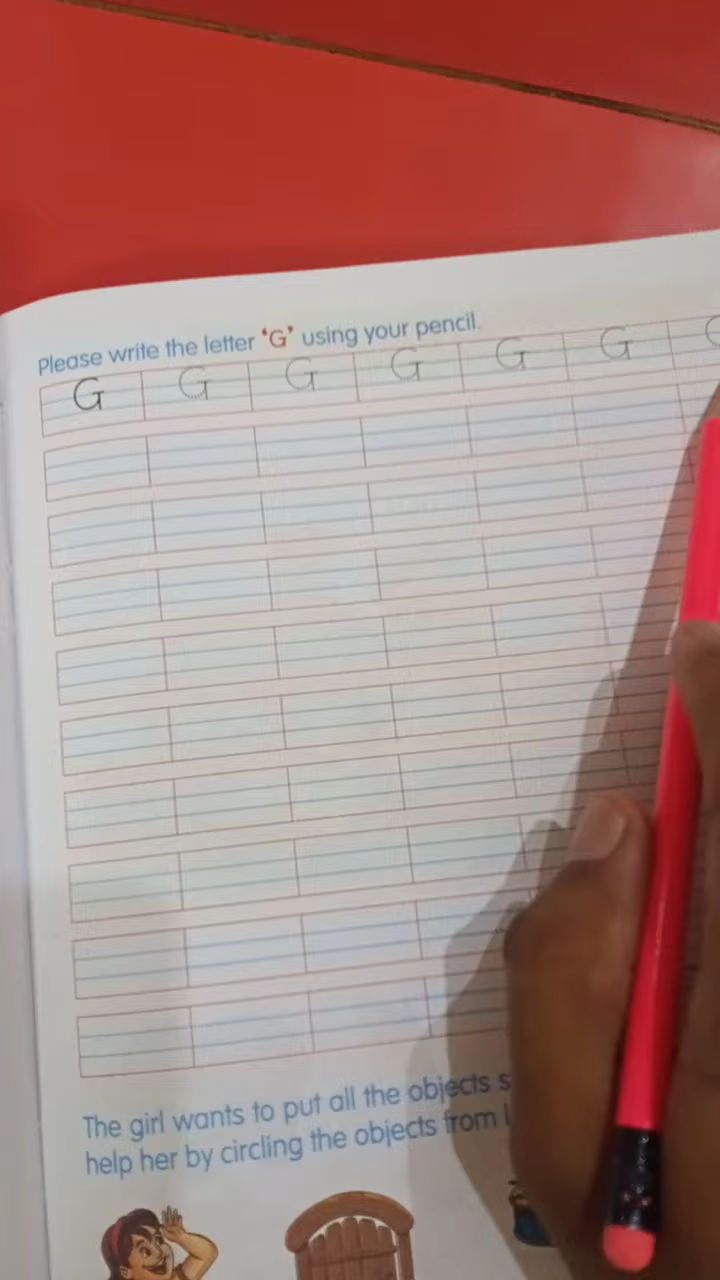 Please write the letter 'G' using your pencil.
G G G G G G
The girl wants to put all the objects
help her by circling the objects from